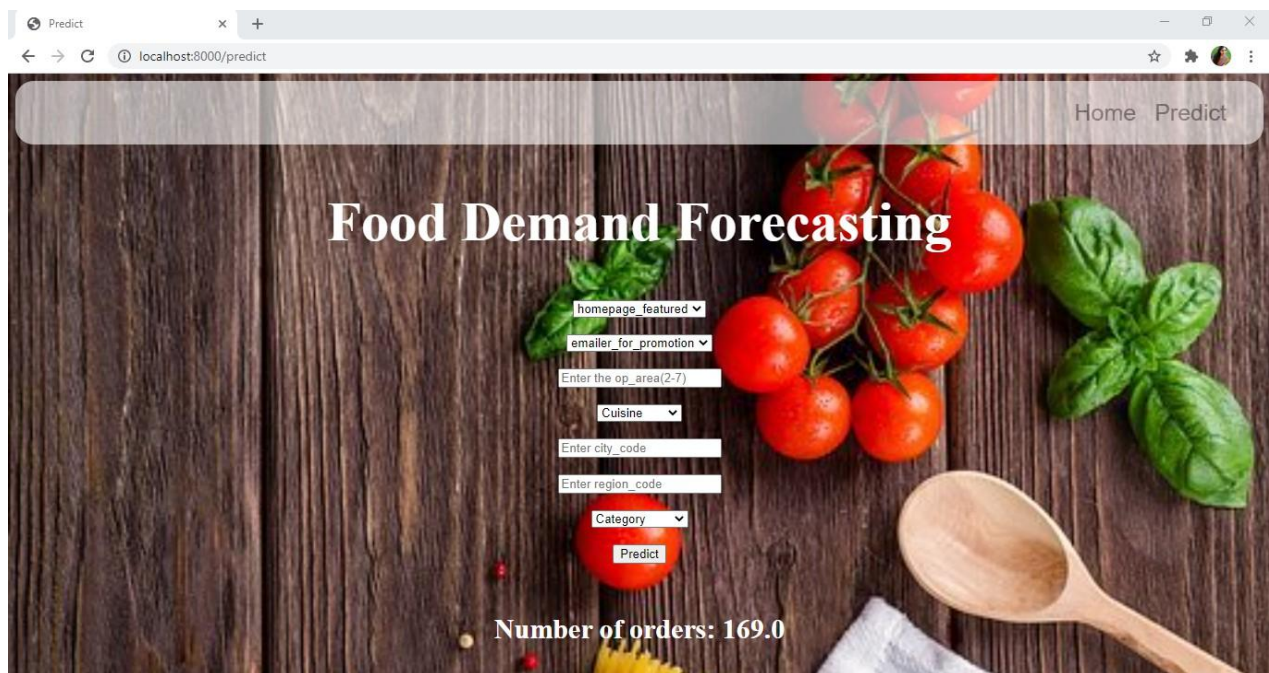 Predict
localhost:8000/predict
Home Predict
Food Demand Forecasting
homepage_featured
emailer_for_promotion
Enter the op_area(2-7)
Cuisine
Enter city_code
Enter region_code
Category
Predict
Number of orders: 169.0